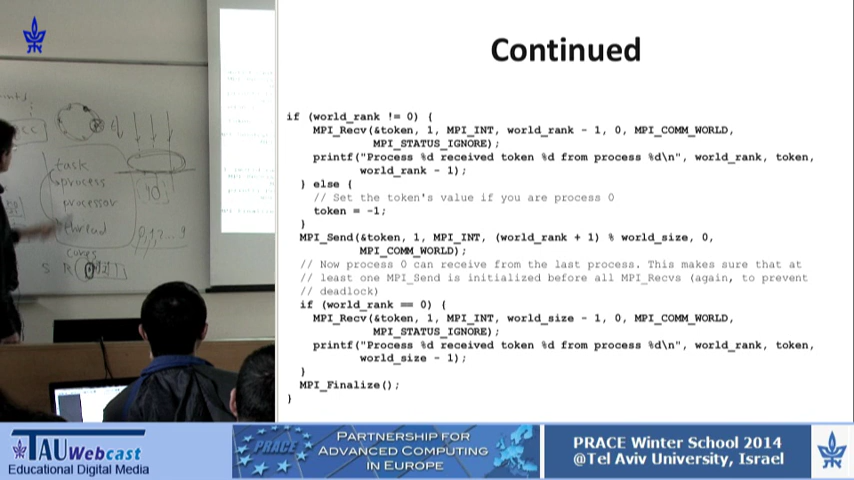 Continued
if (world_rank != 0) {
MPI_Recv(&token, 1, MPI_INT, world_rank - 1, 0, MPI_COMM_WORLD,
MPI_STATUS_IGNORE);
printf("Process %d received token %d from process %d\n", world_rank, token,
world_rank - 1);
} else {
// Set the token's value if you are process 0
token = -1;
}
MPI_Send(&token, 1, MPI_INT, (world_rank + 1) % world_size, 0,
MPI_COMM_WORLD);
// Now process 0 can receive from the last process. This makes sure that at
// least one MPI_Send is initialized before all MPI_Recvs (again, to prevent
// deadlock)
if (world_rank == 0) {
MPI_Recv(&token, 1, MPI_INT, world_size - 1, 0, MPI_COMM_WORLD,
MPI_STATUS_IGNORE);
printf("Process %d received token %d from process %d\n", world_rank, token,
world_size - 1);
}
MPI_Finalize();
}
task
process
processor
thread
cores
TAU Webcast
Educational Digital Media
PRACE
PARTNERSHIP FOR
ADVANCED COMPUTING
IN EUROPE
PRACE Winter School 2014
@Tel Aviv University, Israel